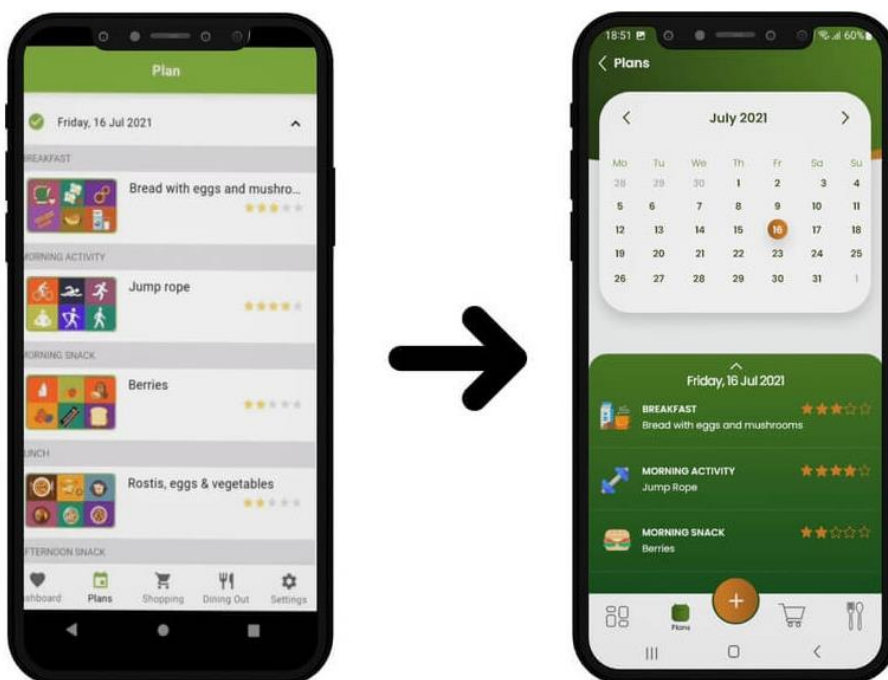 Plan
Friday, 16 Jul 2021
BREAKFAST
Bread with eggs and mushro...
MORNING ACTIVITY
Jump rope
MORNING SNACK
Berries
LUNCH
Rostis, eggs & vegetables
AFTERNOON SNACK
shboard Plans Shopping Dining Out Settings
18:51 60%
Plans
July 2021
Mo Tu We Th Fr Sa Su
28 29 30 1 2 3 4
5 6 7 8 9 10 11
12 13 14 15 16 17 18
19 20 21 22 23 24 25
26 27 28 29 30 31 1
Friday, 16 Jul 2021
BREAKFAST
Bread with eggs and mushrooms
MORNING ACTIVITY
Jump Rope
MORNING SNACK
Berries
Plans